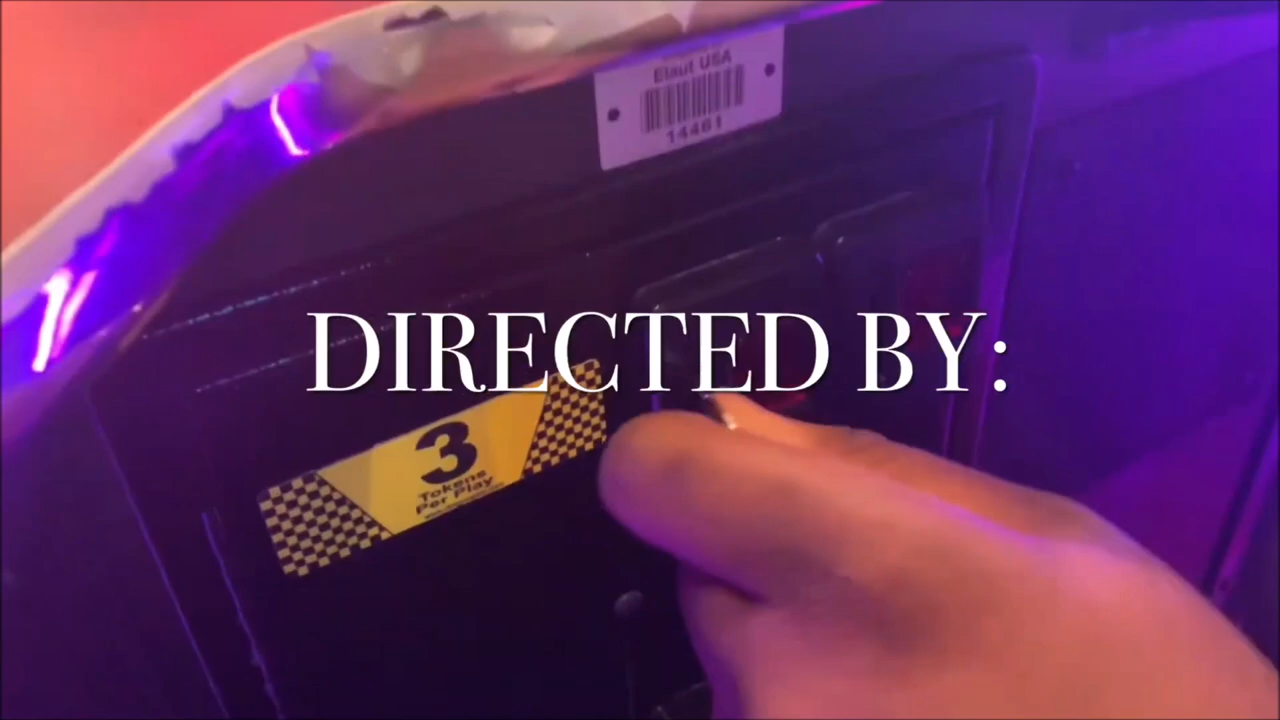 Elaut USA
14461
DIRECTED BY:
3
Tokens
Per Play